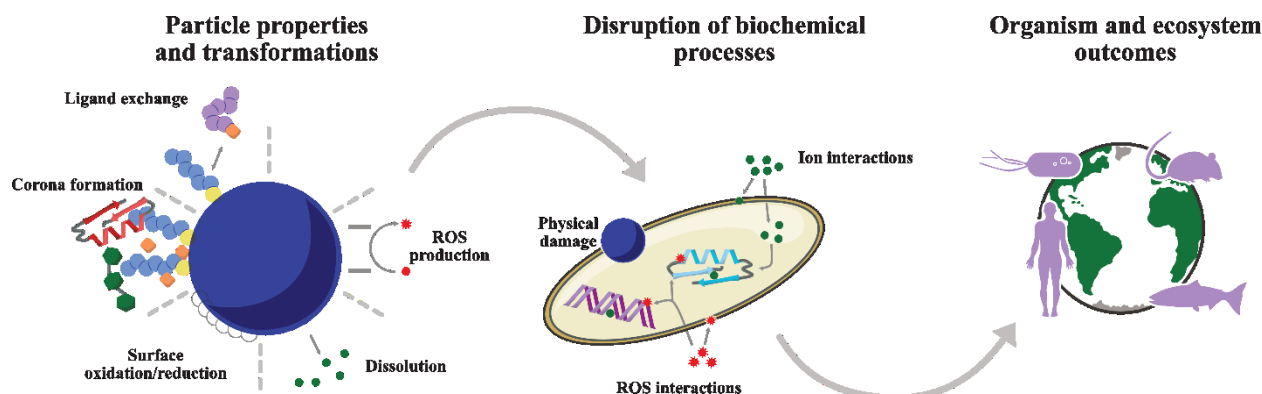 Particle properties
and transformations
Ligand exchange
Corona formation
ROS
production
Surface
oxidation/reduction
Dissolution
Disruption of biochemical
processes
Ion interactions
Physical
damage
ROS interactions
Organism and ecosystem
outcomes